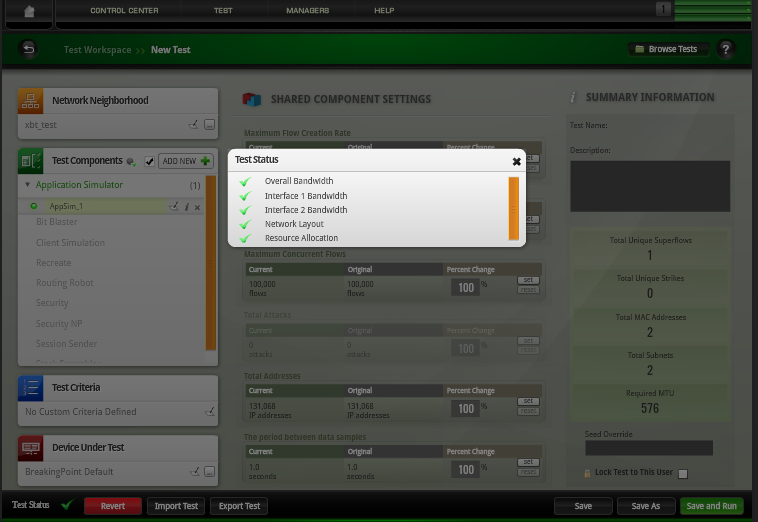 CONTROL CENTER TEST MANAGERS HELP 1
Test Workspace >> New Test
Browse Tests ?
Network Neighborhood
xbt_test
Test Components ADD NEW
Application Simulator (1)
AppSim_1
Bit Blaster
Client Simulation
Recreate
Routing Robot
Security
Security NP
Session Sender
Test Criteria
No Custom Criteria Defined
Device Under Test
BreakingPoint Default
SHARED COMPONENT SETTINGS
Maximum Flow Creation Rate
Current Original Percent Change
Test Status
Overall Bandwidth
Interface 1 Bandwidth
Interface 2 Bandwidth
Network Layout
Resource Allocation
Maximum Concurrent Flows
Current Original Percent Change
100,000 flows 100,000 flows 100 % set reset
Total Attacks
Current Original Percent Change
0 attacks 0 attacks 100 % set reset
Total Addresses
Current Original Percent Change
131,068 IP addresses 131,068 IP addresses 100 % set reset
The period between data samples
Current Original Percent Change
1.0 seconds 1.0 seconds 100 % set reset
i SUMMARY INFORMATION
Test Name:
Description:
Total Unique Superflows
1
Total Unique Strikes
0
Total MAC Addresses
2
Total Subnets
2
Required MTU
576
Seed Override
Lock Test to This User
Test Status Revert Import Test Export Test Save Save As Save and Run